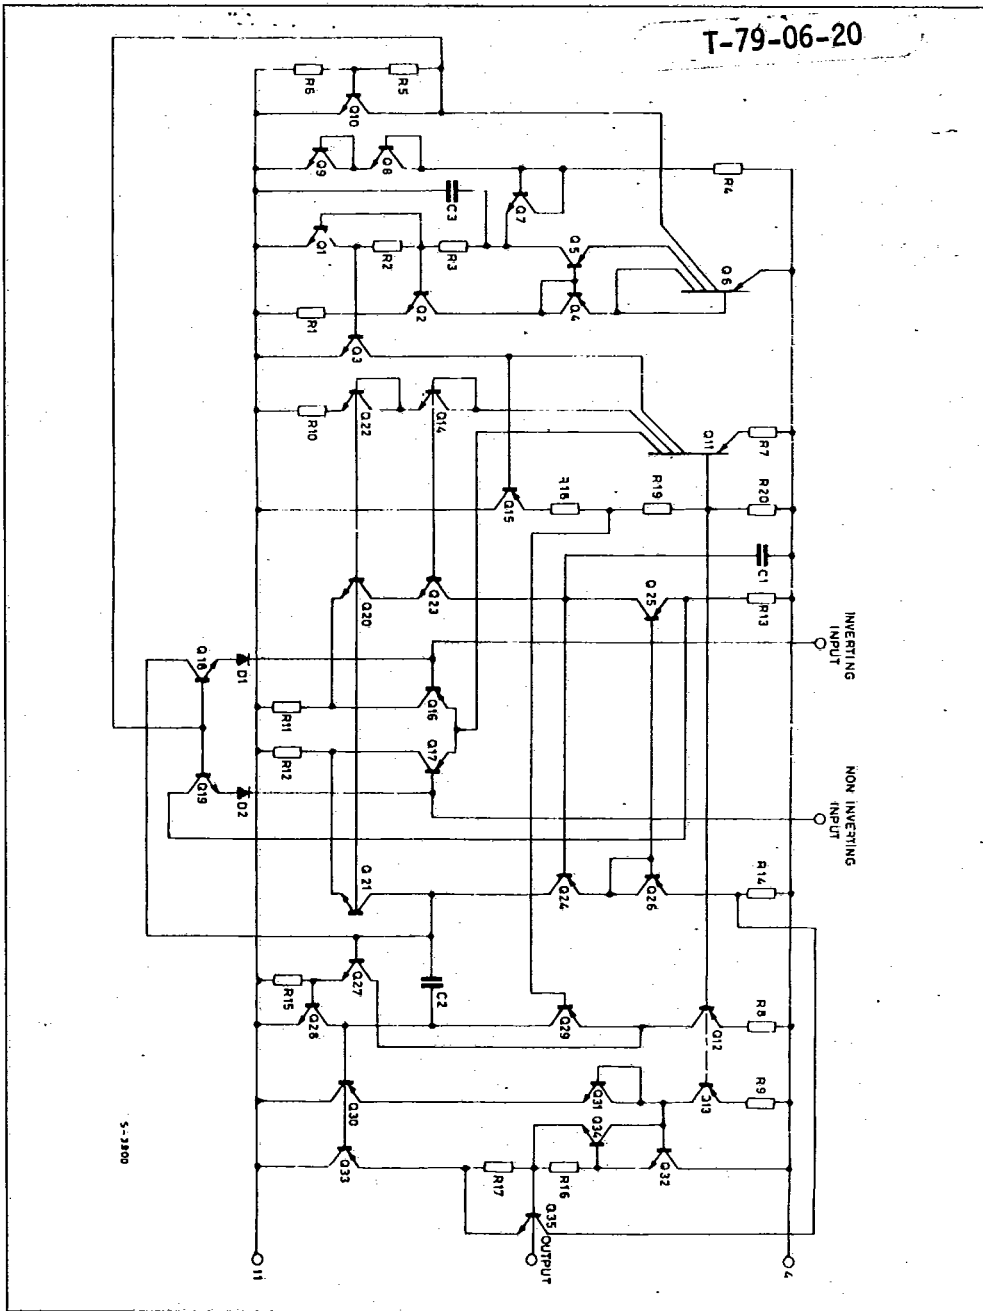 T-79-06-20
R6
R5
Q10
Q9
Q8
Q7
R4
C3
Q1
R2
R3
Q5
Q6
R1
Q2
Q4
Q3
R10
Q22
Q14
Q11
R7
Q15
R18
R19
R20
C1
Q20
Q23
Q25
R13
INVERTING
INPUT
Q18
D1
R11
Q16
R12
Q17
Q19
D2
NON INVERTING
INPUT
Q21
Q24
Q26
R14
R15
Q27
Q28
C2
Q29
Q12
R8
Q30
Q31
Q13
R9
Q34
Q33
R17
R16
Q32
Q35
OUTPUT
11
4
S-3900